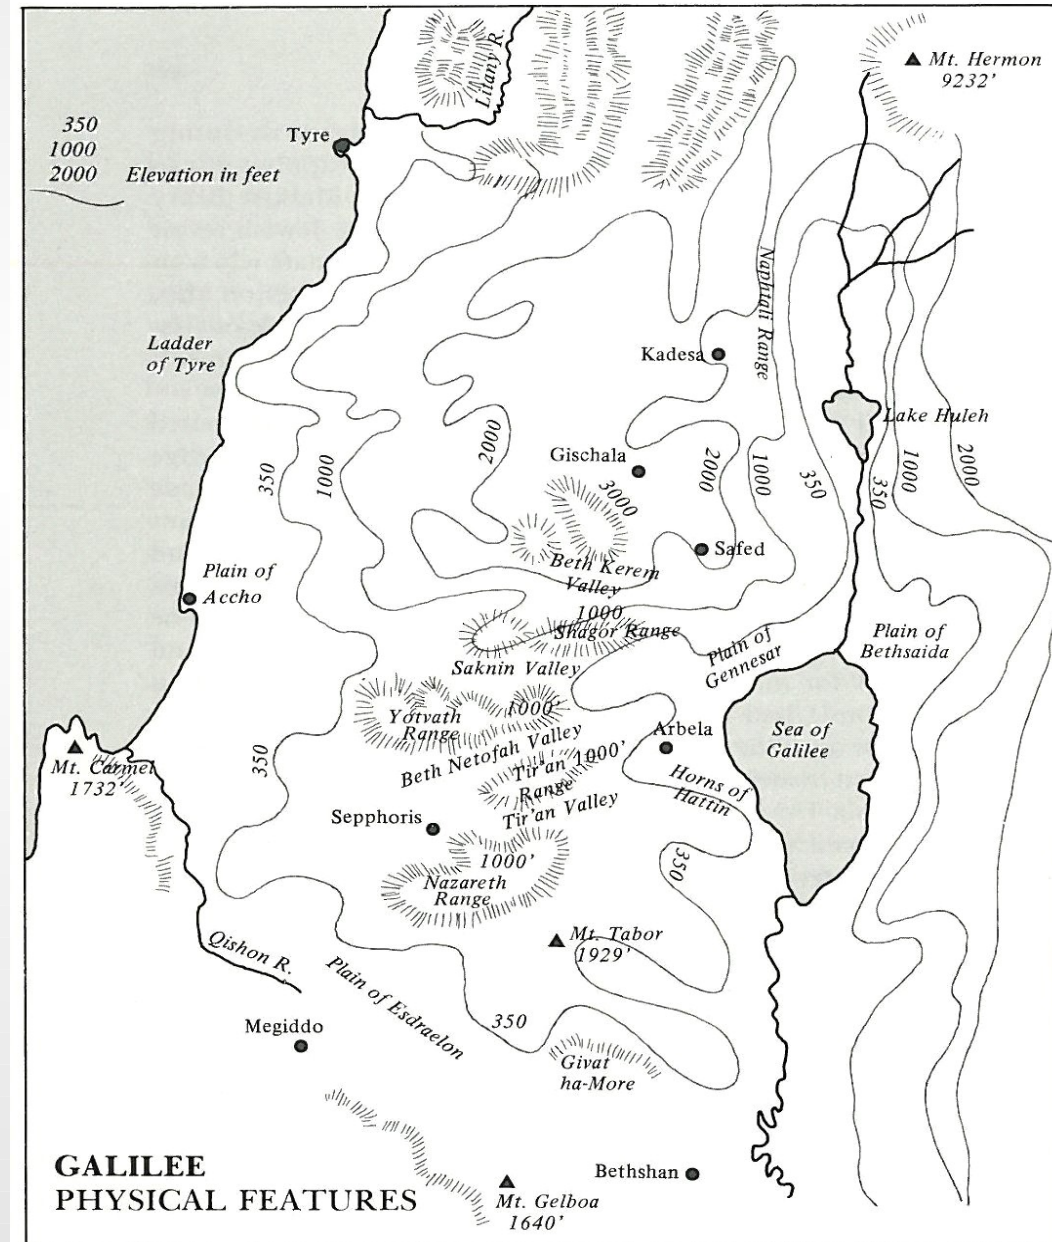 Litany R.
Mt. Hermon
9232'
350
1000
2000 Elevation in feet
Tyre
Ladder
of Tyre
Naphtali Range
Kadesa
Lake Huleh
2000
350
1000
Gischala
3000
2000
1000
350
350
1000
2000
Safed
Beth Kerem
Valley
Plain of
Accho
1000
Shagor Range
Saknin Valley
Plain of
Gennesar
Plain of
Bethsaida
Yotvath
Range
1000'
Beth Netofah Valley
Arbela
Sea of
Galilee
350
Mt. Carmel
1732'
Tir'an
Range
1000'
Horns of
Hattin
Tir'an Valley
Sepphoris
1000'
Nazareth
Range
350
Mt. Tabor
1929'
Qishon R.
Plain of Esdraelon
350
Megiddo
Givat
ha-More
Bethshan
Mt. Gelboa
1640'
GALILEE
PHYSICAL FEATURES